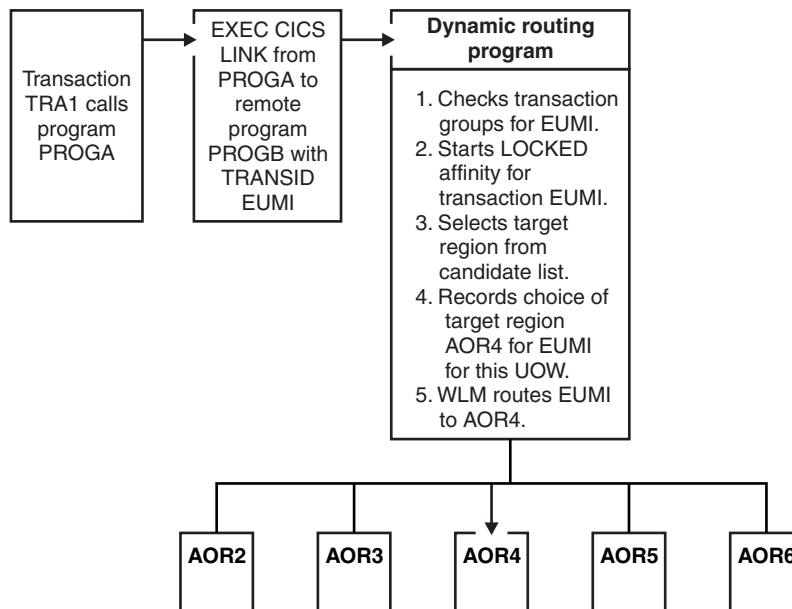 Transaction
TRA1 calls
program
PROGA
EXEC CICS
LINK from
PROGA to
remote
program
PROGB with
TRANSID
EUMI
Dynamic routing
program
1. Checks transaction
groups for EUMI.
2. Starts LOCKED
affinity for
transaction EUMI.
3. Selects target
region from
candidate list.
4. Records choice of
target region
AOR4 for EUMI
for this UOW.
5. WLM routes EUMI
to AOR4.
AOR2
AOR3
AOR4
AOR5
AOR6